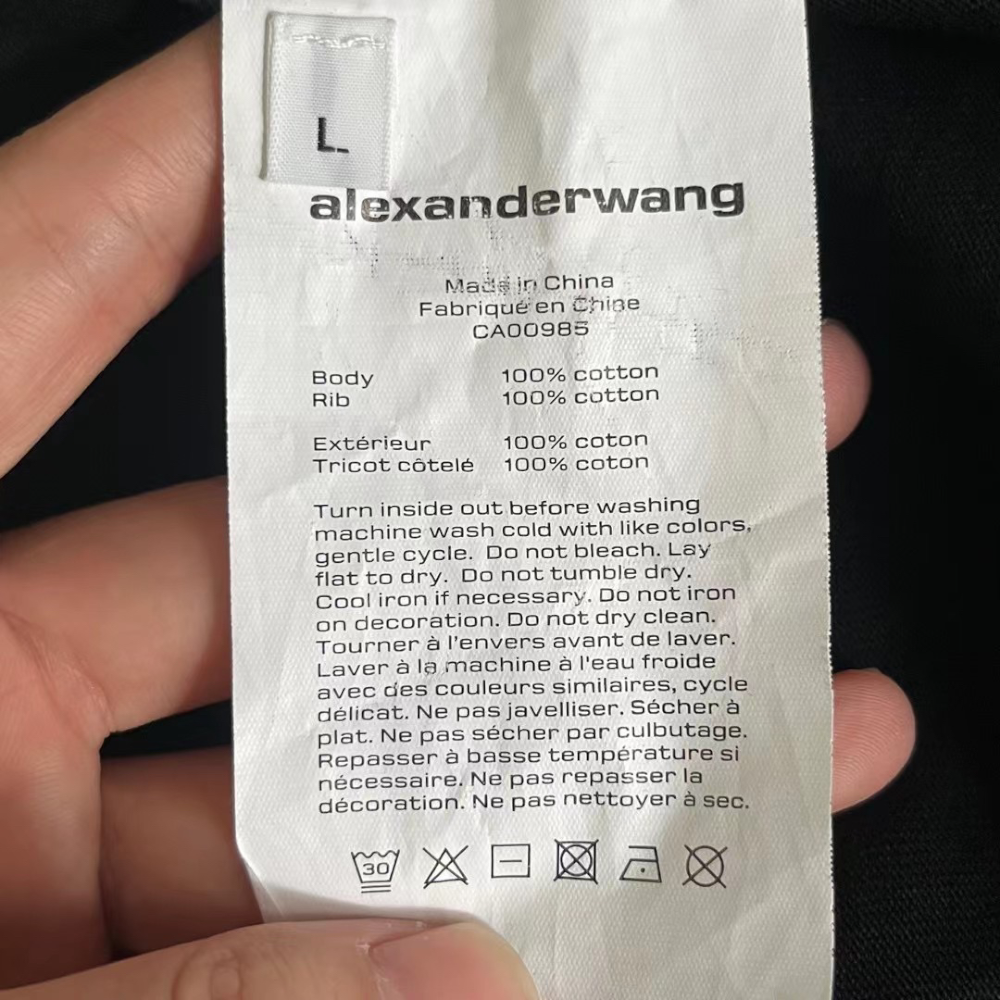 L
alexanderwang
Made in China
Fabriqué en Chine
CA00985
Body 100% cotton
Rib 100% cotton
Extérieur 100% coton
Tricot côtelé 100% coton
Turn inside out before washing
machine wash cold with like colors,
gentle cycle. Do not bleach. Lay
flat to dry. Do not tumble dry.
Cool iron if necessary. Do not iron
on decoration. Do not dry clean.
Tourner à l'envers avant de laver.
Laver à la machine à l'eau froide
avec des couleurs similaires, cycle
délicat. Ne pas javelliser. Sécher à
plat. Ne pas sécher par culbutage.
Repasser à basse température si
nécessaire. Ne pas repasser la
décoration. Ne pas nettoyer à sec.
30